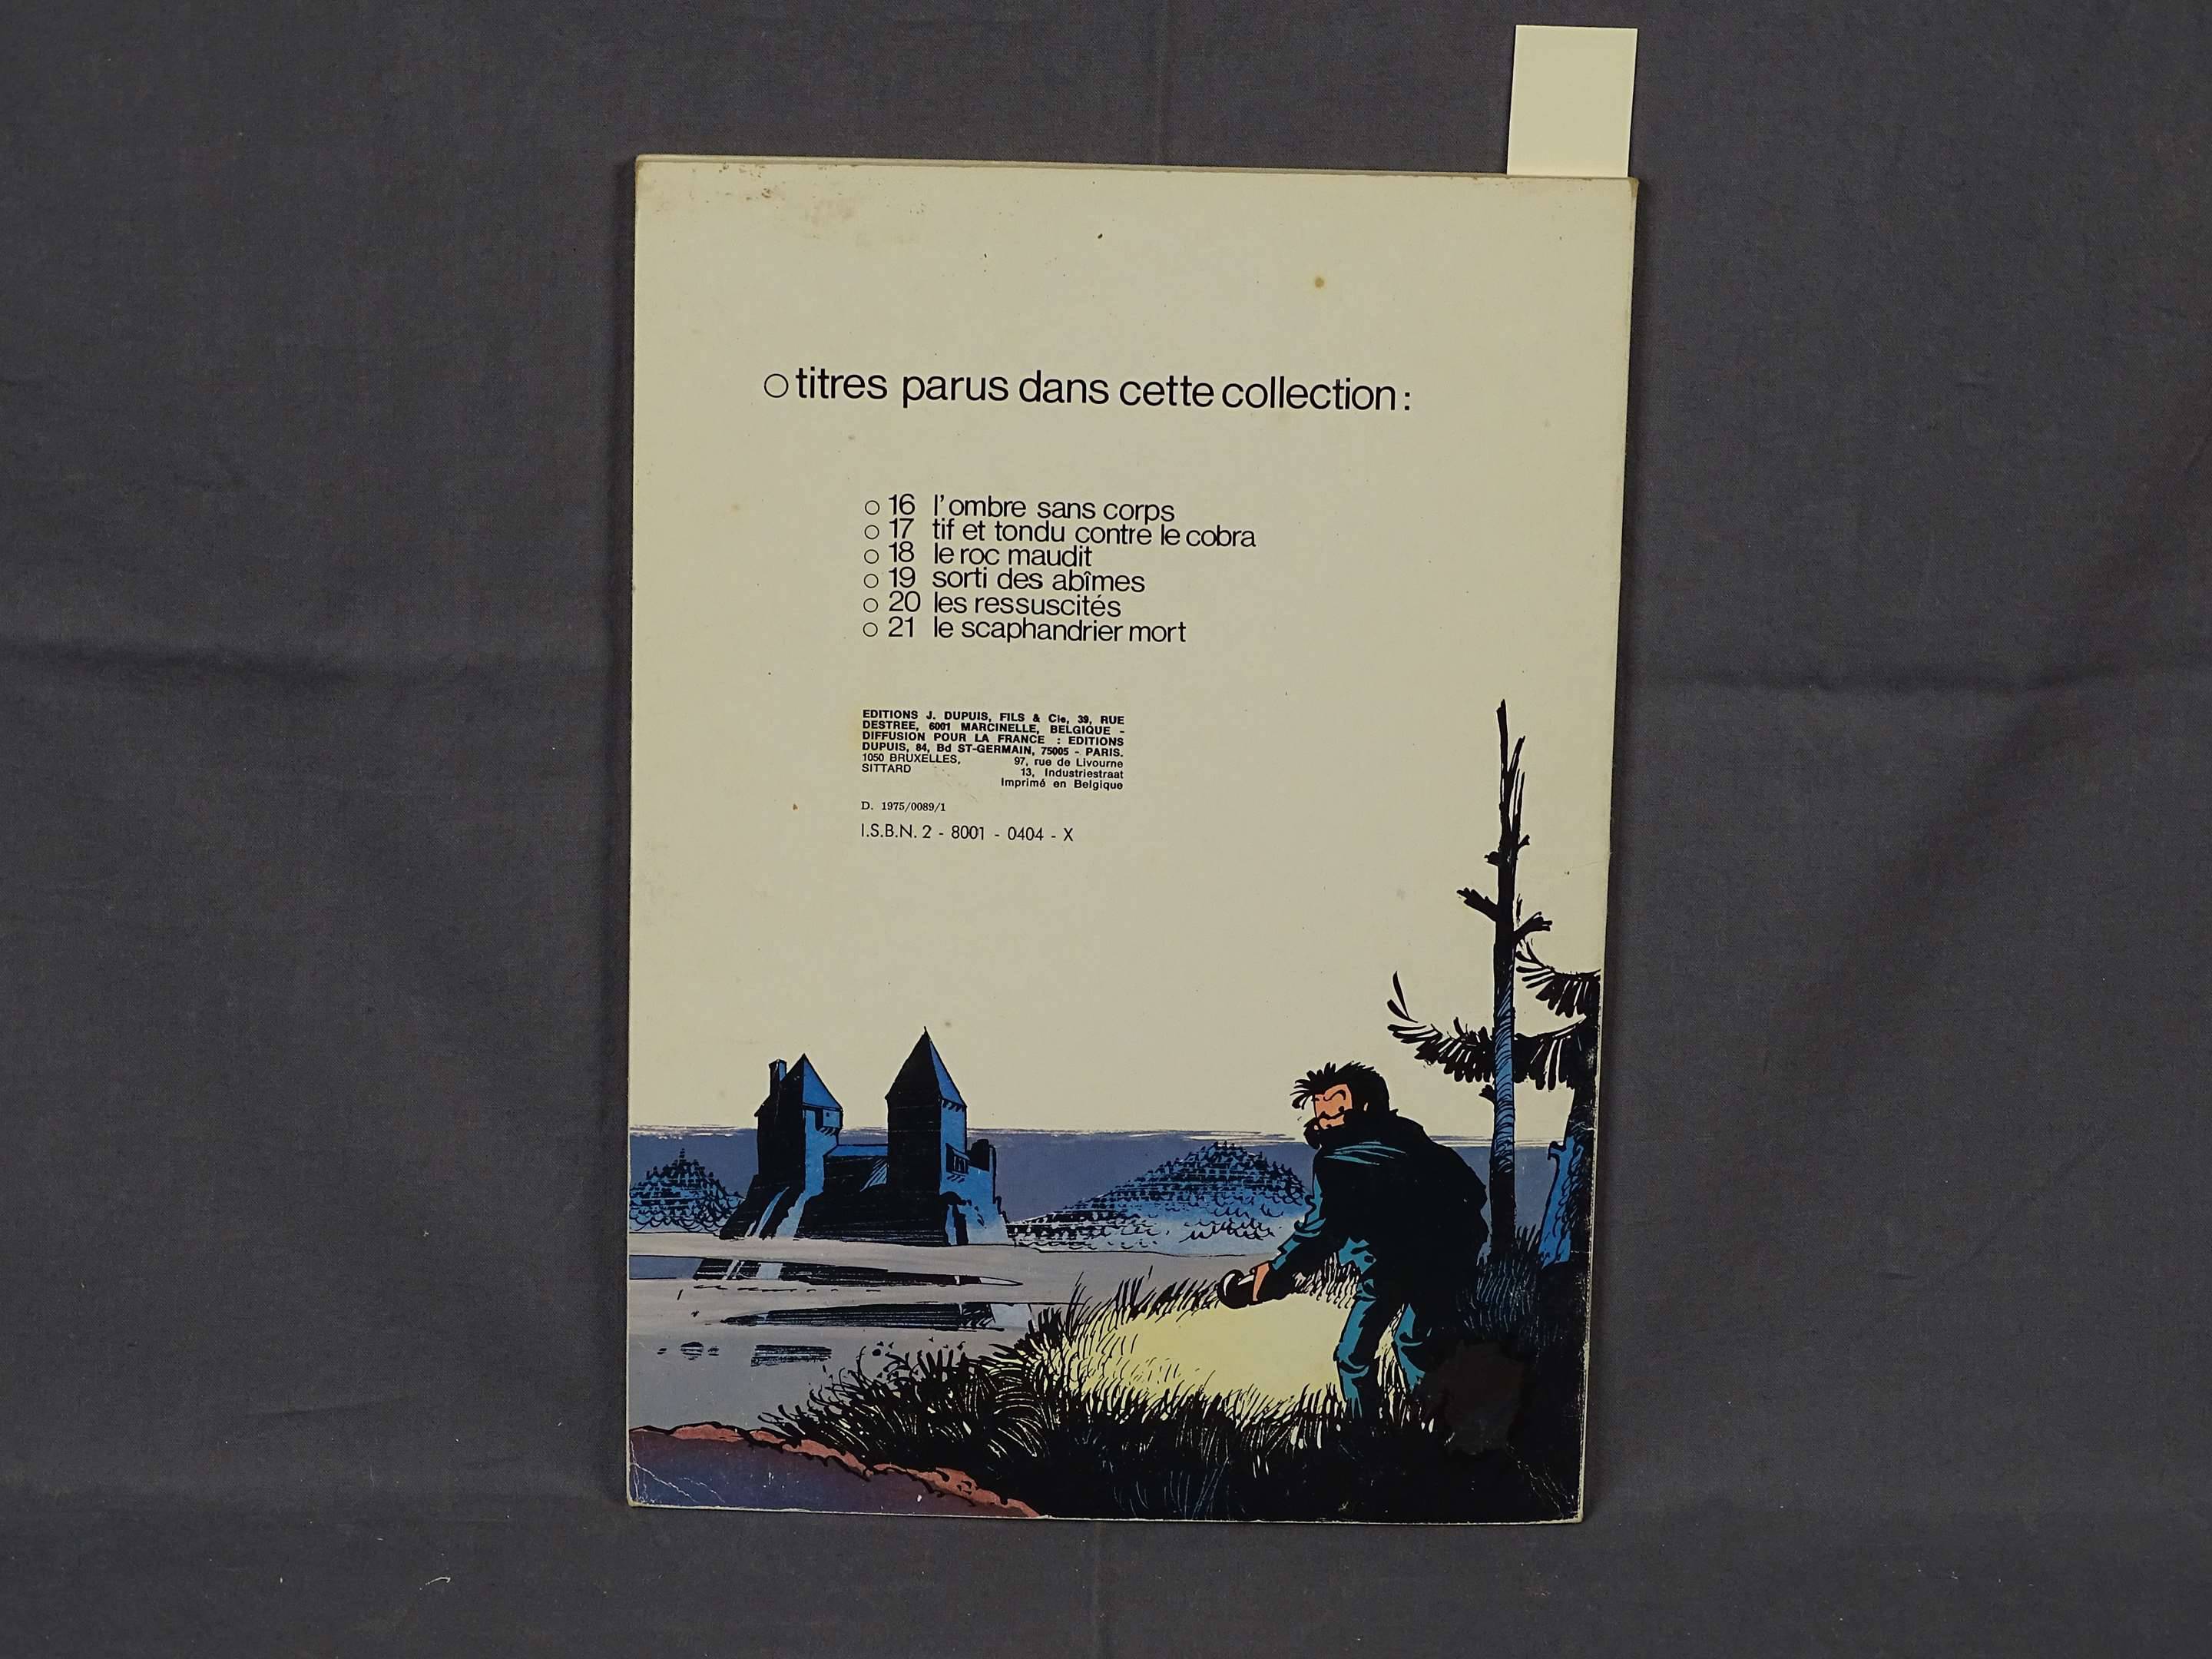 titres parus dans cette collection :
16 l'ombre sans corps
17 tif et tondu contre le cobra
18 le roc maudit
19 sorti des abîmes
20 les ressuscités
21 le scaphandrier mort
EDITIONS J. DUPUIS, FILS & Cie, 39, RUE
DESTREE, 6001 MARCINELLE, BELGIQUE -
DIFFUSION POUR LA FRANCE : EDITIONS
DUPUIS, 84, Bd ST-GERMAIN, 75005 - PARIS.
1050 BRUXELLES, 97, rue de Livourne
SITTARD 13, Industriestraat
Imprimé en Belgique
D. 1975/0089/1
I.S.B.N. 2 - 8001 - 0404 - X